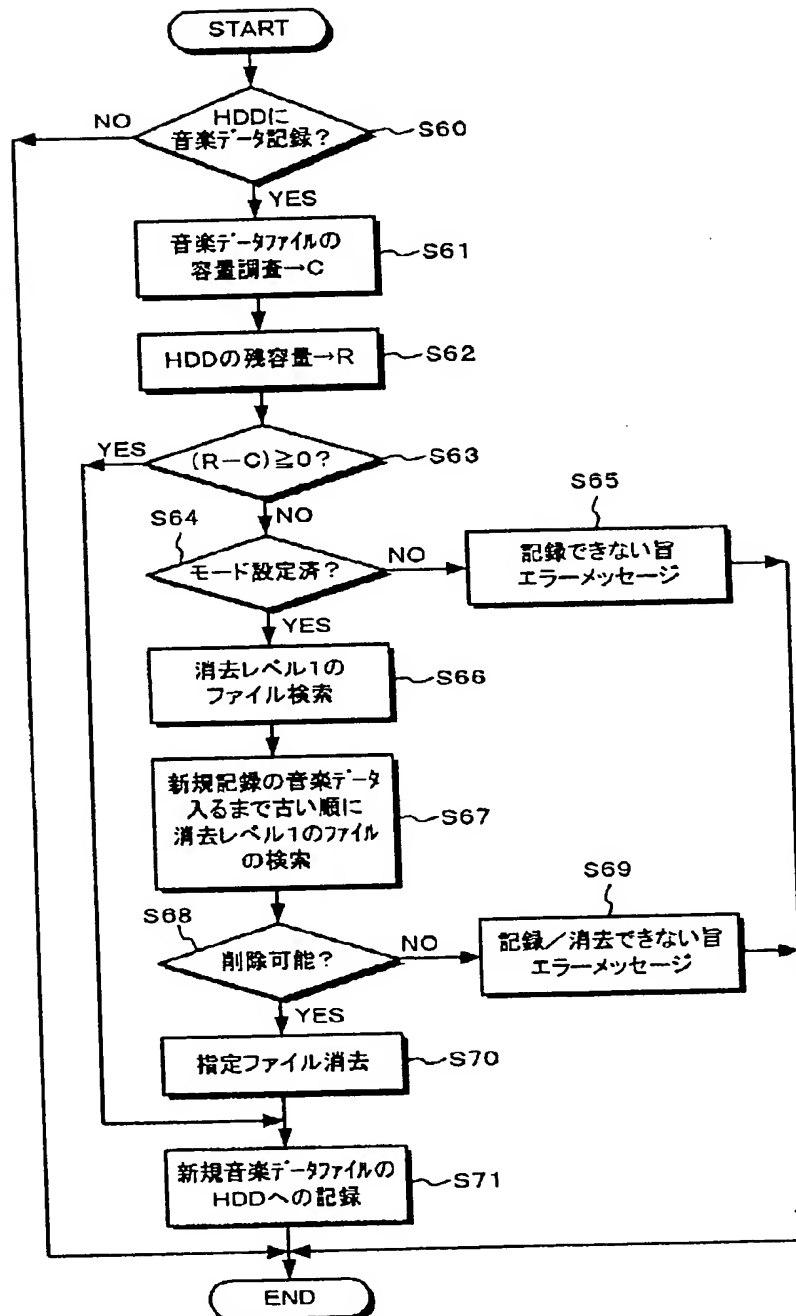 START
HDDに
音楽データ記録？
NO
S60
YES
音楽データファイルの
容量調査→C
S61
HDDの残容量→R
S62
YES
(R−C)≧0？
S63
NO
S64
モード設定済？
NO
S65
記録できない旨
エラーメッセージ
YES
消去レベル1の
ファイル検索
S66
新規記録の音楽データ
入るまで古い順に
消去レベル1のファイル
の検索
S67
S68
削除可能？
NO
S69
記録／消去できない旨
エラーメッセージ
YES
指定ファイル消去
S70
新規音楽データファイルの
HDDへの記録
S71
END